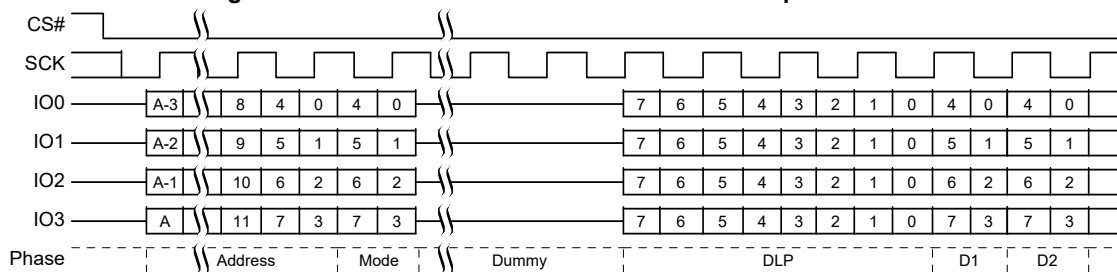 CS#
SCK
IO0 A-3 8 4 0 4 0 7 6 5 4 3 2 1 0 4 0 4 0
IO1 A-2 9 5 1 5 1 7 6 5 4 3 2 1 0 5 1 5 1
IO2 A-1 10 6 2 6 2 7 6 5 4 3 2 1 0 6 2 6 2
IO3 A 11 7 3 7 3 7 6 5 4 3 2 1 0 7 3 7 3
Phase Address Mode Dummy DLP D1 D2